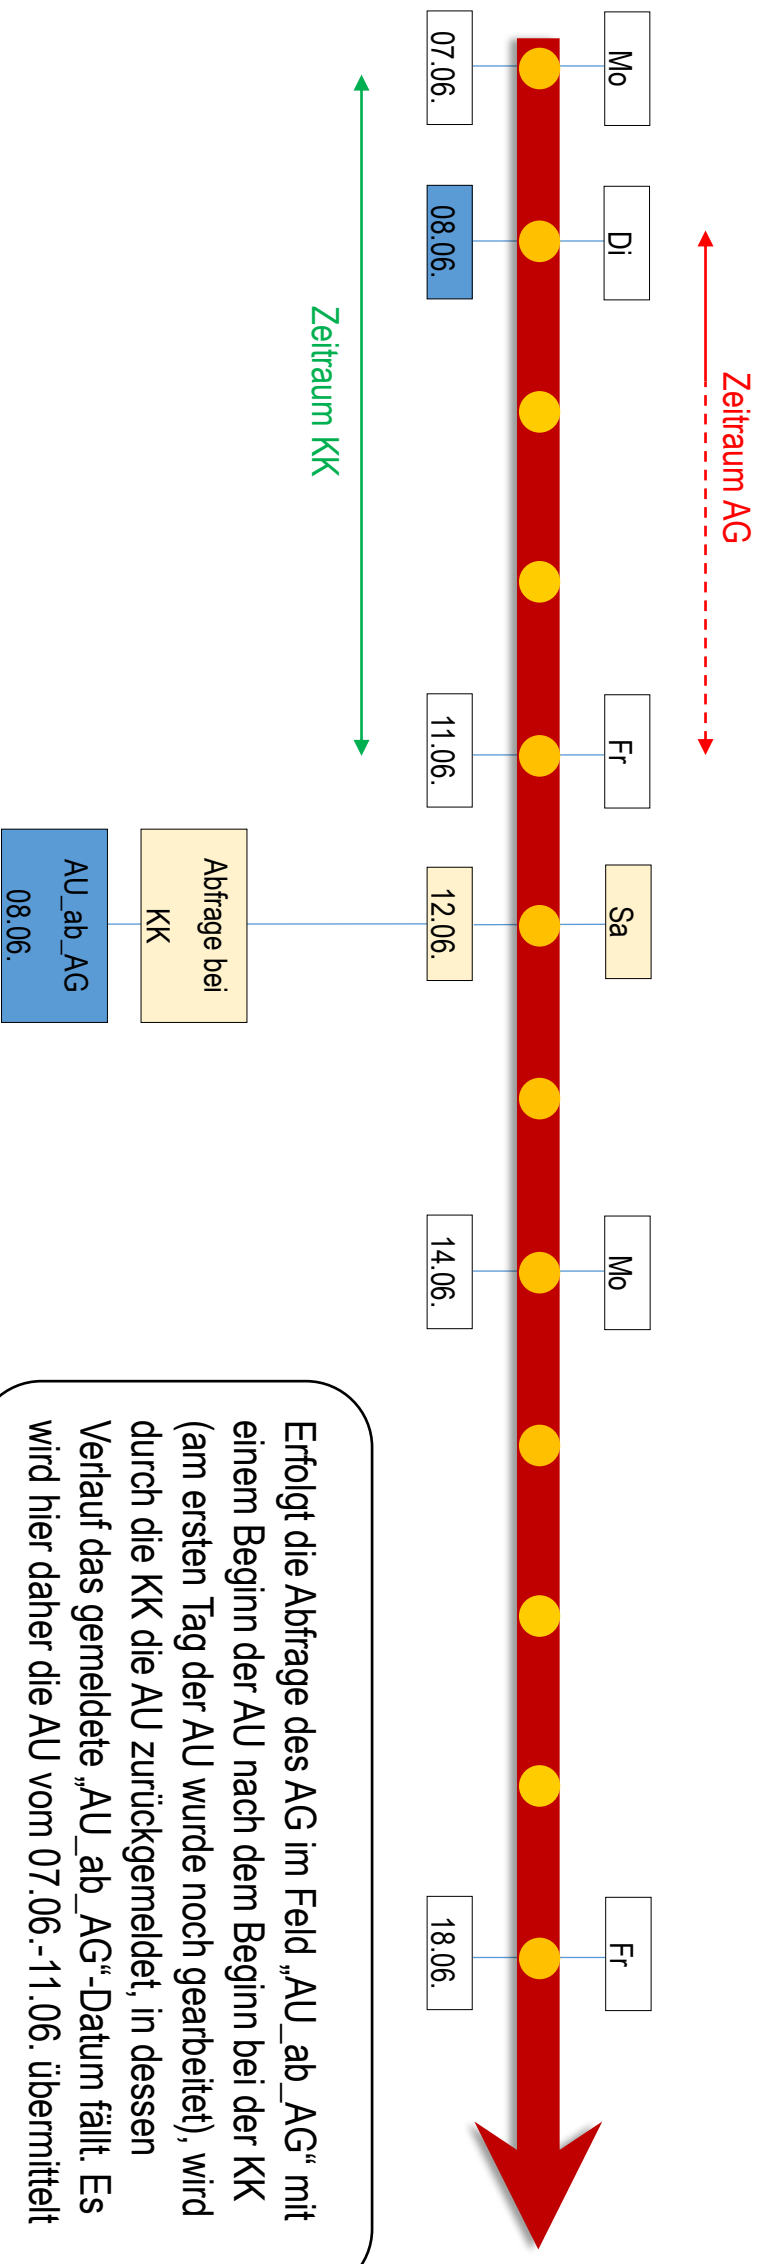 Zeitraum AG
Mo
Di
Fr
Sa
Mo
Fr
07.06.
08.06.
11.06.
12.06.
14.06.
18.06.
Zeitraum KK
Abfrage bei
KK
AU_ab_AG
08.06.
Erfolgt die Abfrage des AG im Feld „AU_ab_AG“ mit
einem Beginn der AU nach dem Beginn bei der KK
(am ersten Tag der AU wurde noch gearbeitet), wird
durch die KK die AU zurückgemeldet, in dessen
Verlauf das gemeldete „AU_ab_AG“-Datum fällt. Es
wird hier daher die AU vom 07.06.-11.06. übermittelt